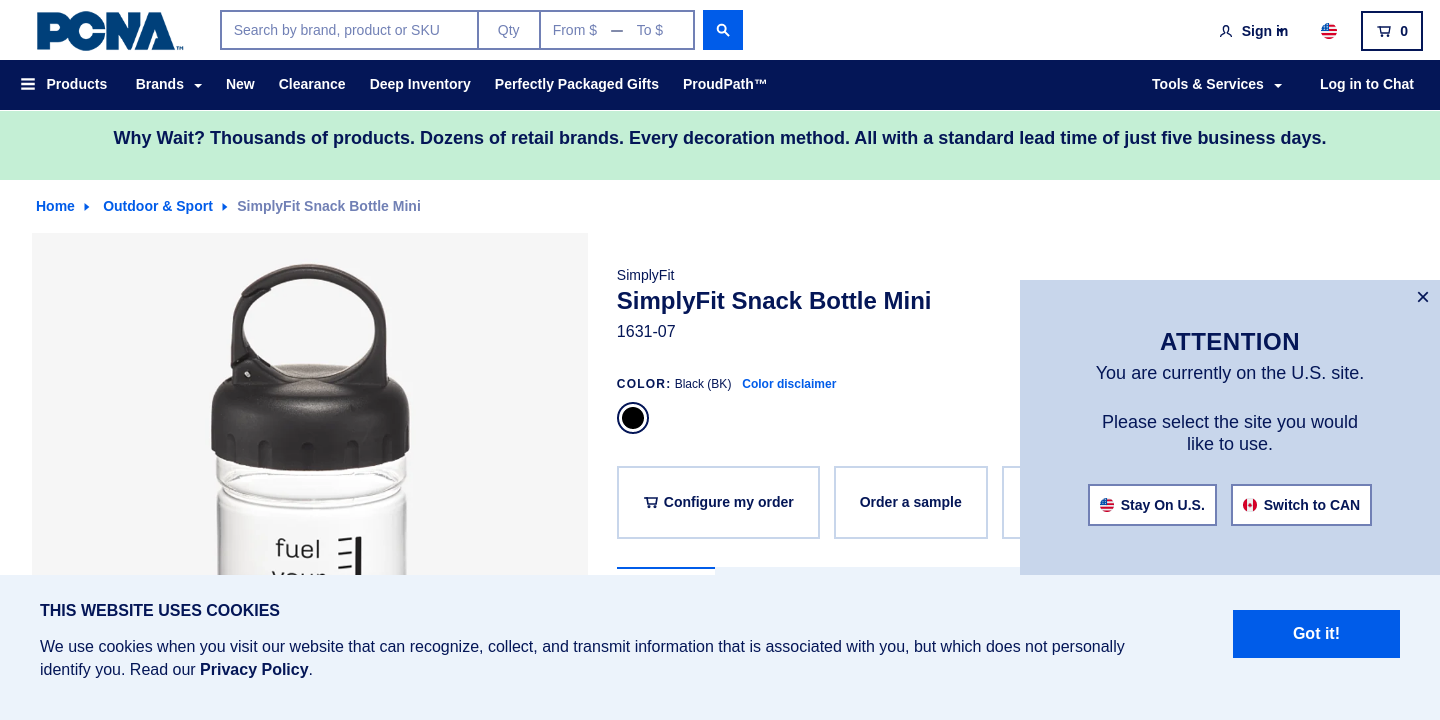 PCNA™
Search by brand, product or SKU
Qty
From $ — To $
Sign in
0
Products
Brands
New
Clearance
Deep Inventory
Perfectly Packaged Gifts
ProudPath™
Tools & Services
Log in to Chat
Why Wait? Thousands of products. Dozens of retail brands. Every decoration method. All with a standard lead time of just five business days.
Home
Outdoor & Sport
SimplyFit Snack Bottle Mini
fuel
your
SimplyFit
SimplyFit Snack Bottle Mini
1631-07
COLOR: Black (BK) Color disclaimer
Configure my order
Order a sample
×
ATTENTION
You are currently on the U.S. site.
Please select the site you would
like to use.
Stay On U.S.
Switch to CAN
THIS WEBSITE USES COOKIES
We use cookies when you visit our website that can recognize, collect, and transmit information that is associated with you, but which does not personally
identify you. Read our Privacy Policy.
Got it!